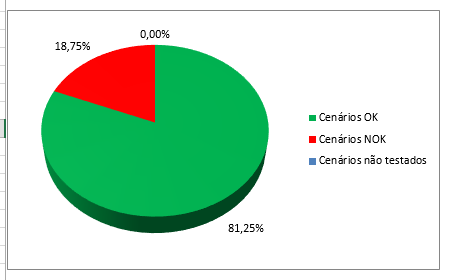 0,00%
18,75%
Cenários OK
Cenários NOK
Cenários não testados
81,25%